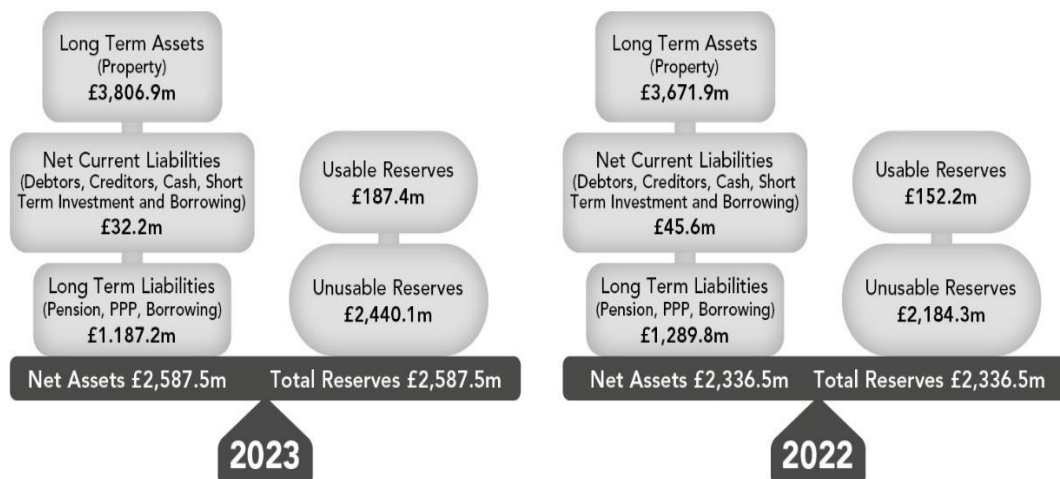 Long Term Assets
(Property)
£3,806.9m
Net Current Liabilities
(Debtors, Creditors, Cash, Short
Term Investment and Borrowing)
£32.2m
Long Term Liabilities
(Pension, PPP, Borrowing)
£1.187.2m
Usable Reserves
£187.4m
Unusable Reserves
£2,440.1m
Net Assets £2,587.5m
Total Reserves £2,587.5m
2023
Long Term Assets
(Property)
£3,671.9m
Net Current Liabilities
(Debtors, Creditors, Cash, Short
Term Investment and Borrowing)
£45.6m
Long Term Liabilities
(Pension, PPP, Borrowing)
£1,289.8m
Usable Reserves
£152.2m
Unusable Reserves
£2,184.3m
Net Assets £2,336.5m
Total Reserves £2,336.5m
2022